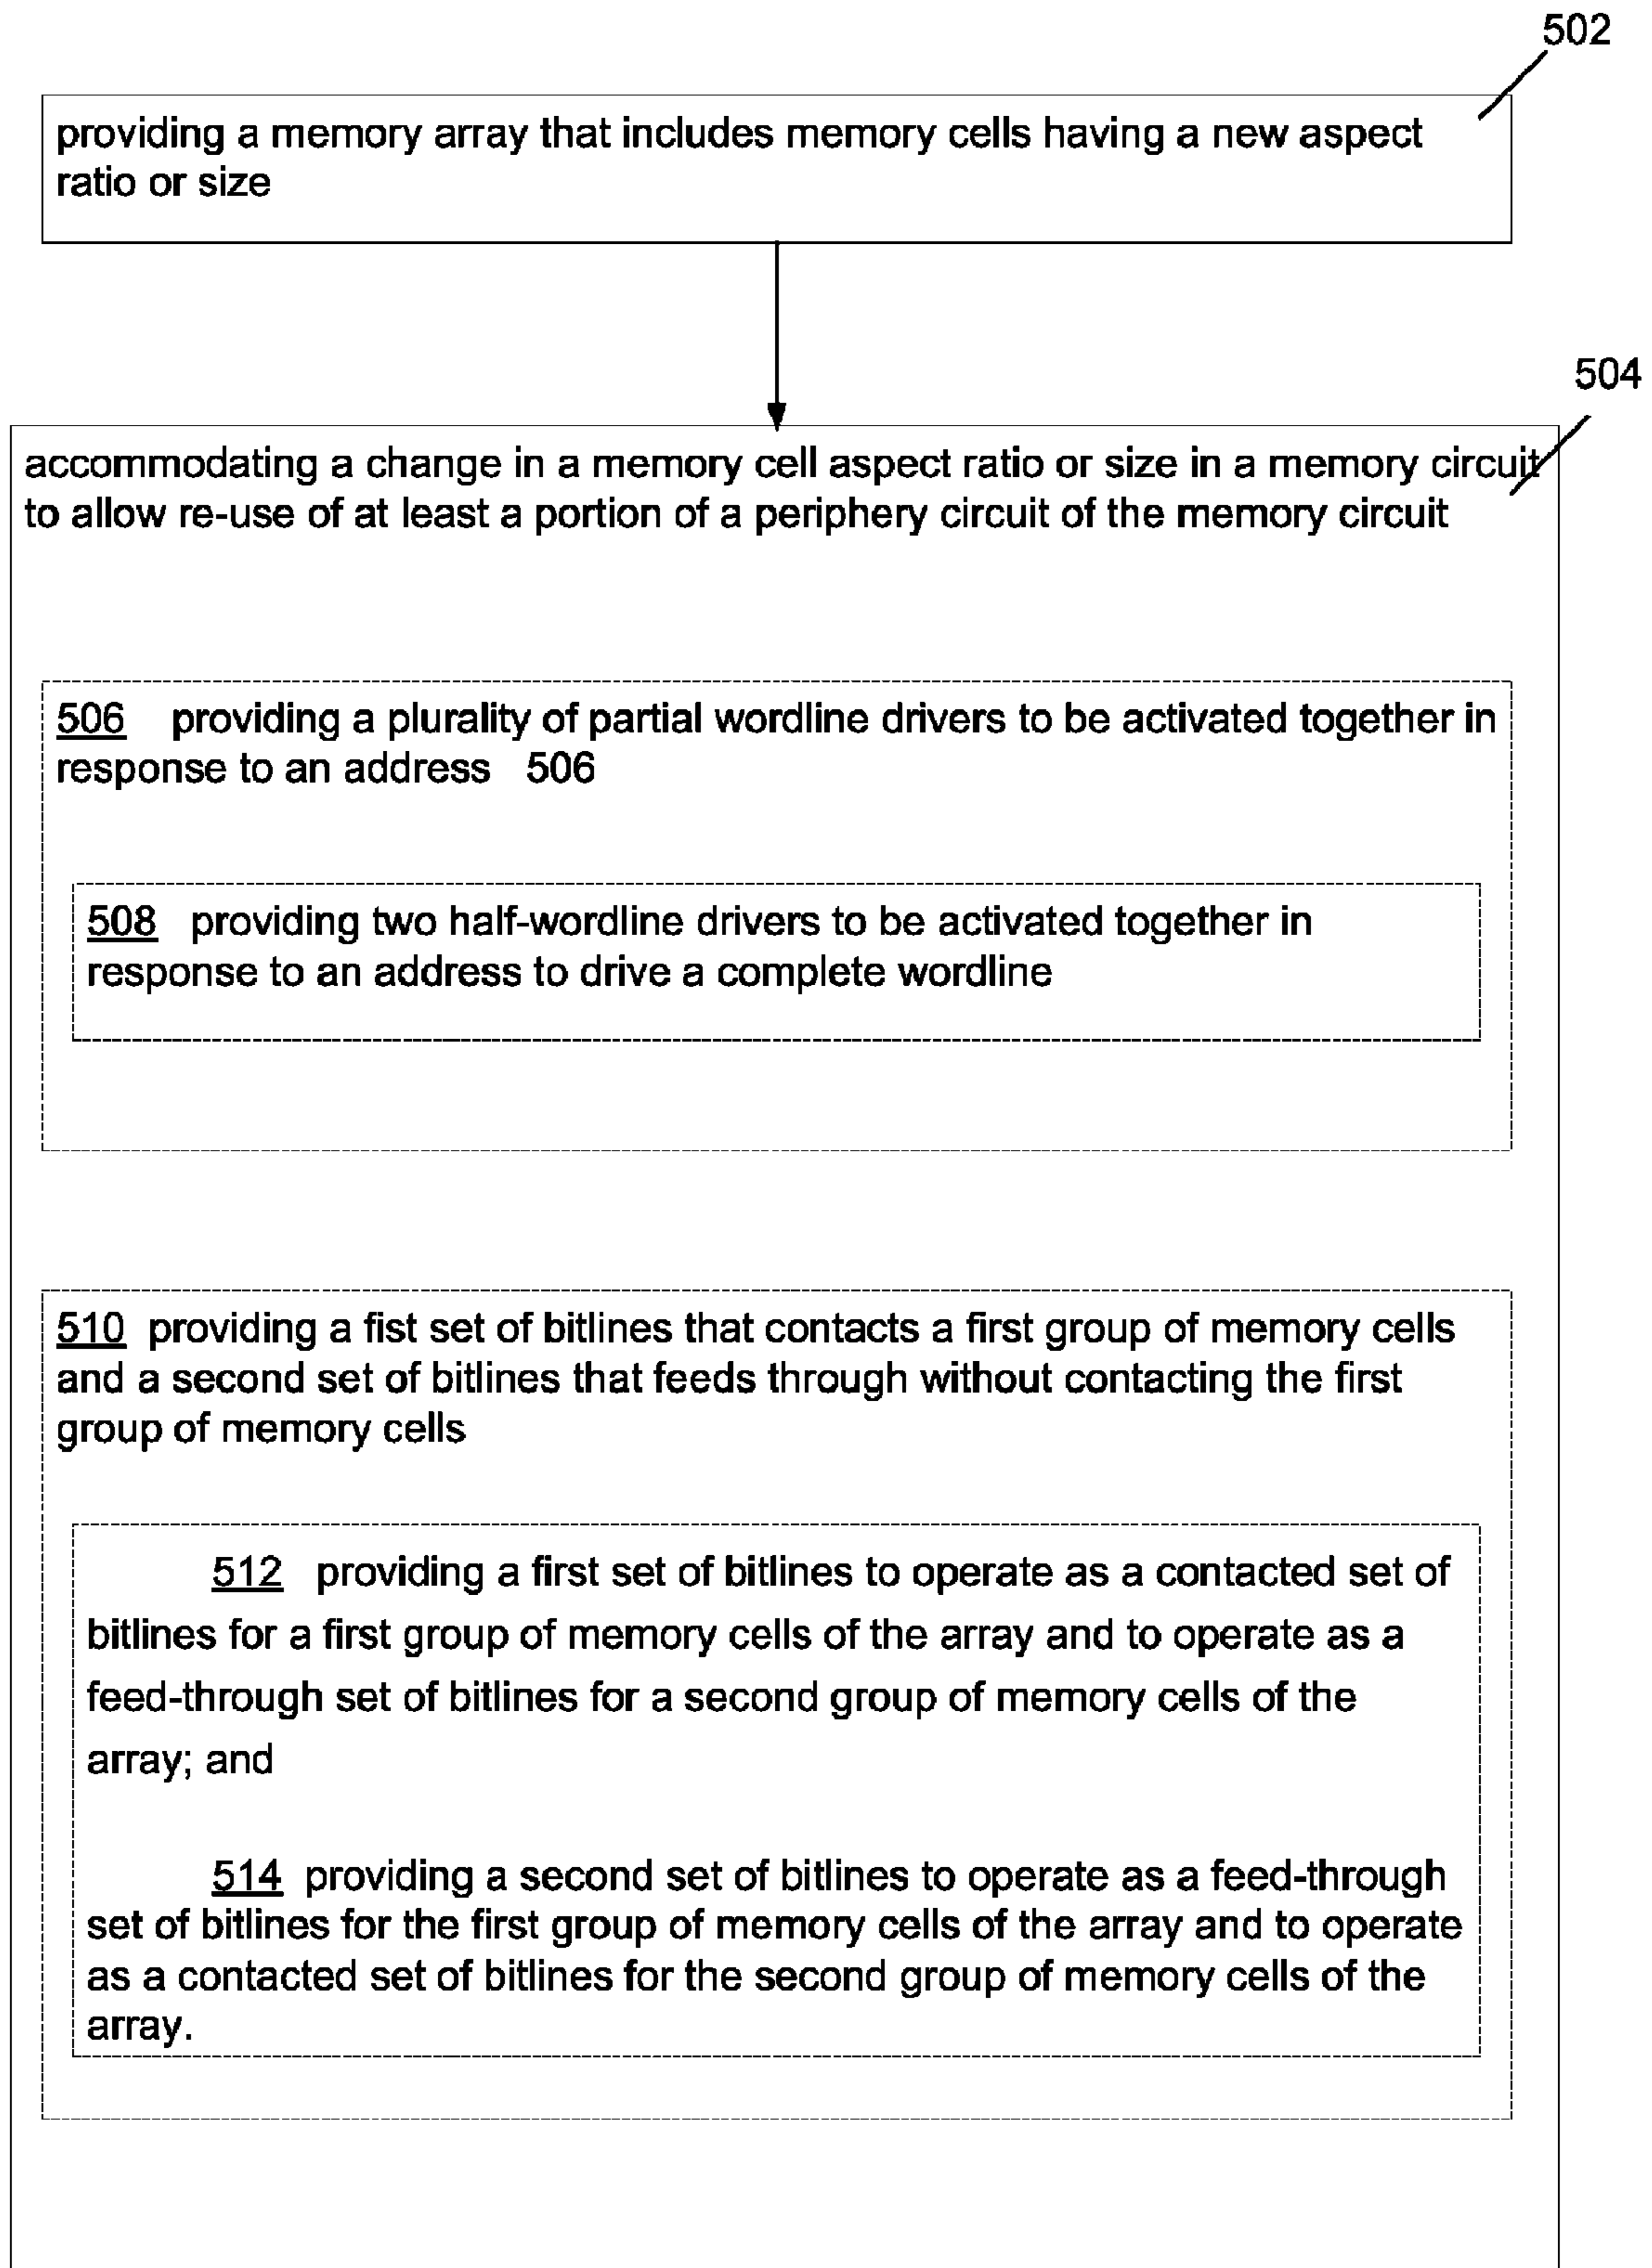 502
providing a memory array that includes memory cells having a new aspect
ratio or size
504
accommodating a change in a memory cell aspect ratio or size in a memory circuit
to allow re-use of at least a portion of a periphery circuit of the memory circuit
506 providing a plurality of partial wordline drivers to be activated together in
response to an address 506
508 providing two half-wordline drivers to be activated together in
response to an address to drive a complete wordline
510 providing a fist set of bitlines that contacts a first group of memory cells
and a second set of bitlines that feeds through without contacting the first
group of memory cells
512 providing a first set of bitlines to operate as a contacted set of
bitlines for a first group of memory cells of the array and to operate as a
feed-through set of bitlines for a second group of memory cells of the
array; and
514 providing a second set of bitlines to operate as a feed-through
set of bitlines for the first group of memory cells of the array and to operate
as a contacted set of bitlines for the second group of memory cells of the
array.